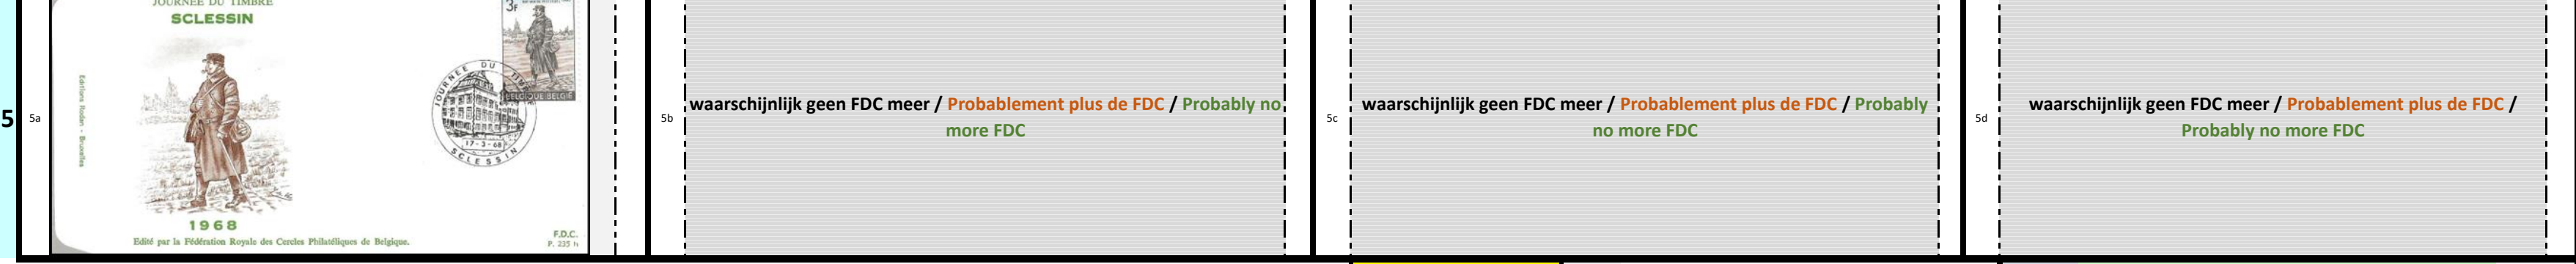 JOURNÉE DU TIMBRE
SCLESSIN
3F
BELGIQUE BELGIË
JOURNEE DU TIMBRE
17-3-68
SCLESSIN
Editions Rodan - Bruxelles
1968
Edité par la Fédération Royale des Cercles Philatéliques de Belgique.
F.D.C.
P. 235 h
5
5a
5b
waarschijnlijk geen FDC meer / Probablement plus de FDC / Probably no
more FDC
5c
waarschijnlijk geen FDC meer / Probablement plus de FDC / Probably
no more FDC
5d
waarschijnlijk geen FDC meer / Probablement plus de FDC /
Probably no more FDC